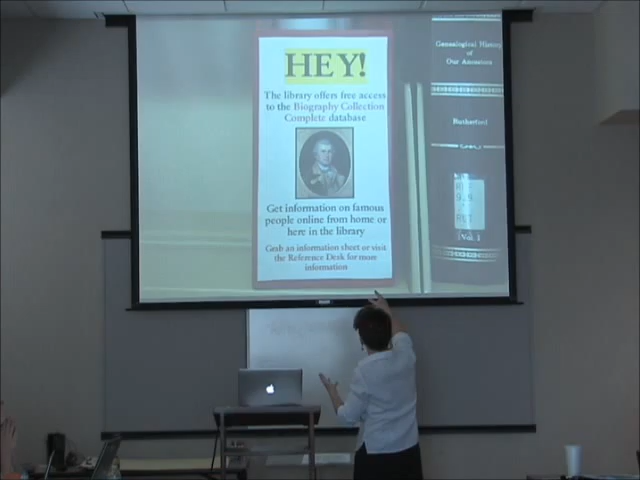 HEY!
The library offers free access
to the Biography Collection
Complete database
Get information on famous
people online from home or
here in the library
Grab an information sheet or visit
the Reference Desk for more
information
Genealogical History
of
Our Ancestors
Rutherford
Vol. 1